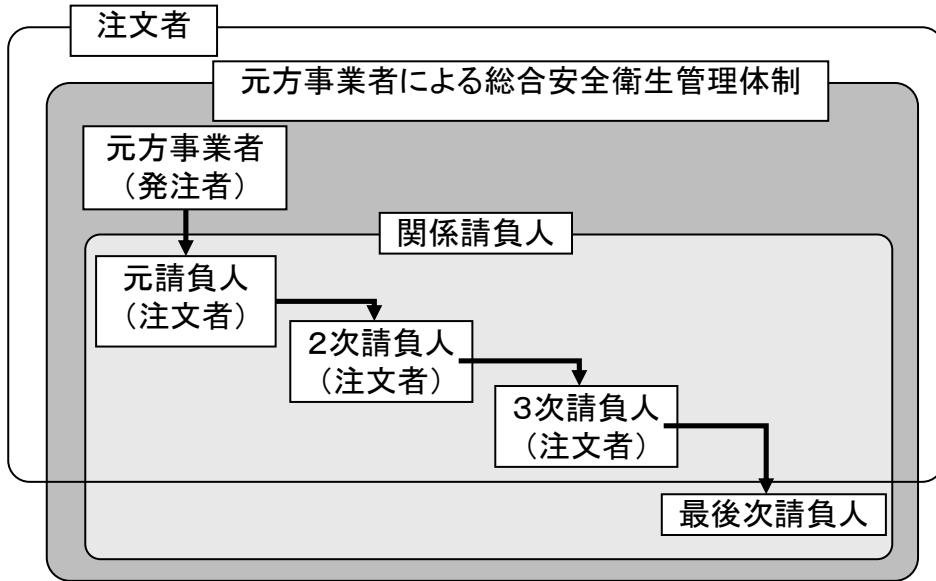 注文者
元方事業者による総合安全衛生管理体制
元方事業者
（発注者）
関係請負人
元請負人
（注文者）
２次請負人
（注文者）
３次請負人
（注文者）
最後次請負人